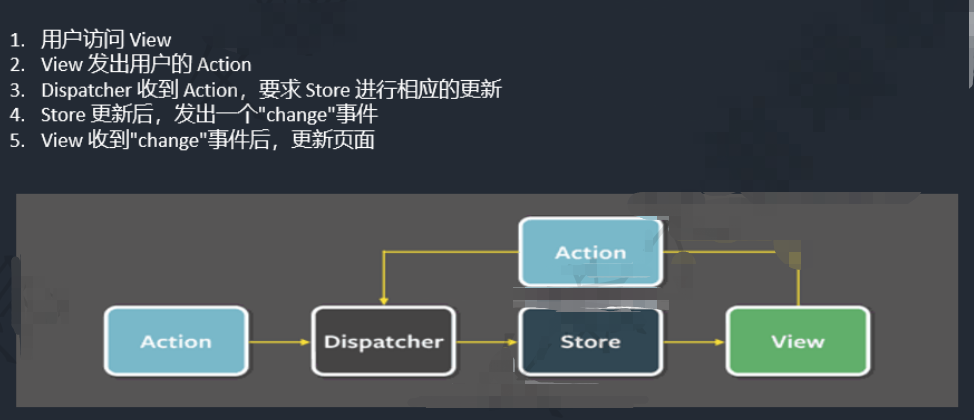 1. 用户访问 View
2. View 发出用户的 Action
3. Dispatcher 收到 Action，要求 Store 进行相应的更新
4. Store 更新后，发出一个"change"事件
5. View 收到"change"事件后，更新页面
Action
Action
Dispatcher
Store
View